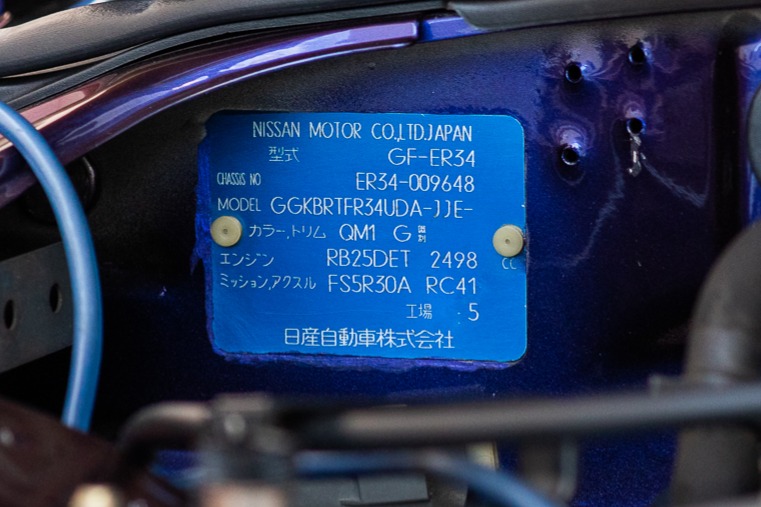 NISSAN MOTOR CO.,LTD.JAPAN
型式 GF-ER34
CHASSIS NO ER34-009648
MODEL GGKBRTFR34UDA-JJE-
カラー,トリム QM1 G
エンジン RB25DET 2498 CC
ミッション,アクスル FS5R30A RC41
工場 5
日産自動車株式会社